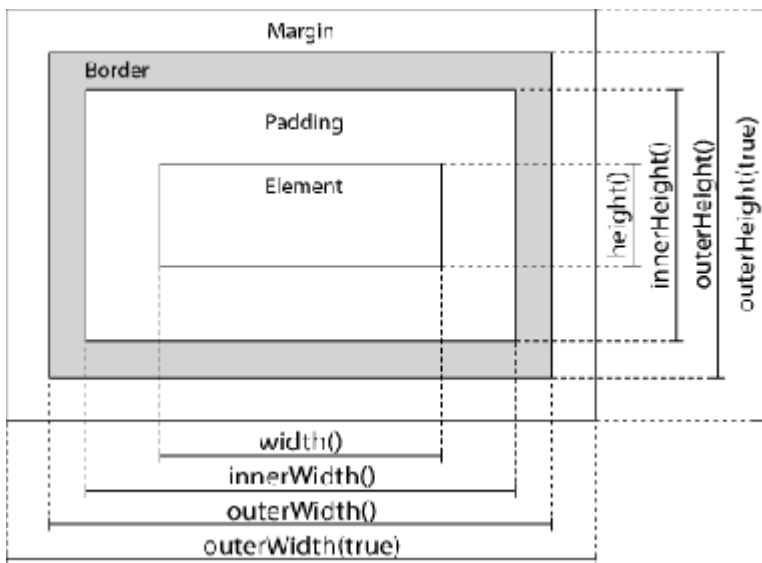 Margin
Border
Padding
Element
height()
innerHeight()
outerHeight()
outerHeight(true)
width()
innerWidth()
outerWidth()
outerWidth(true)